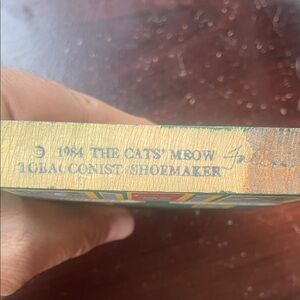 © 1984 THE CATS' MEOW
TOBACCONIST SHOEMAKER